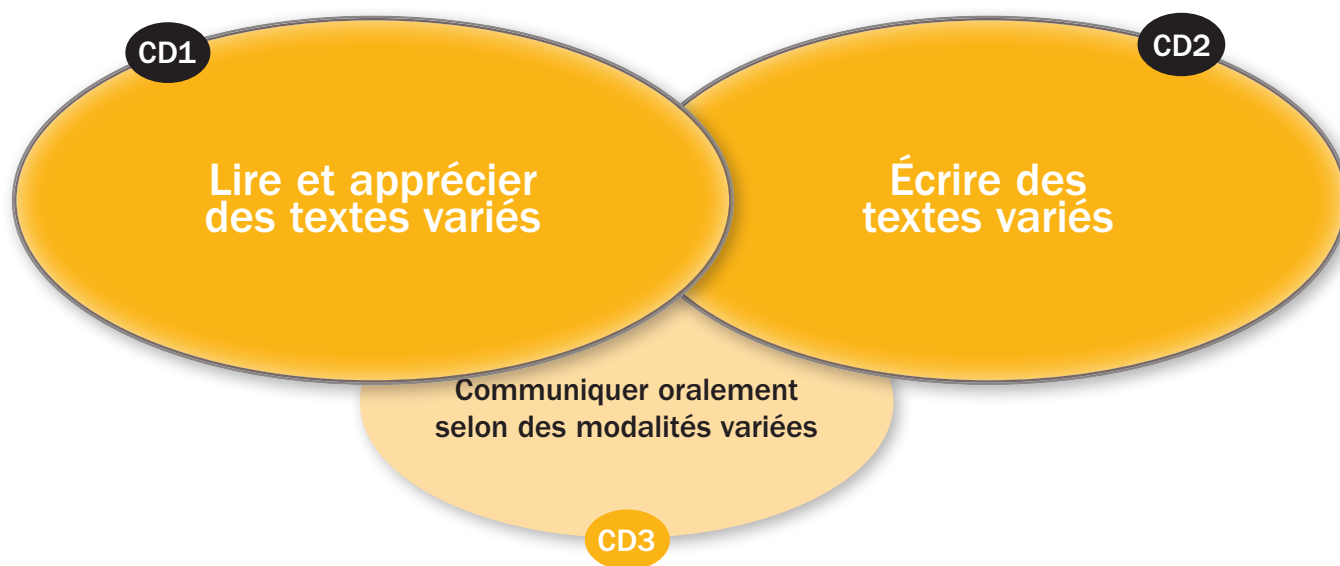 CD1
Lire et apprécier
des textes variés
CD2
Écrire des
textes variés
Communiquer oralement
selon des modalités variées
CD3